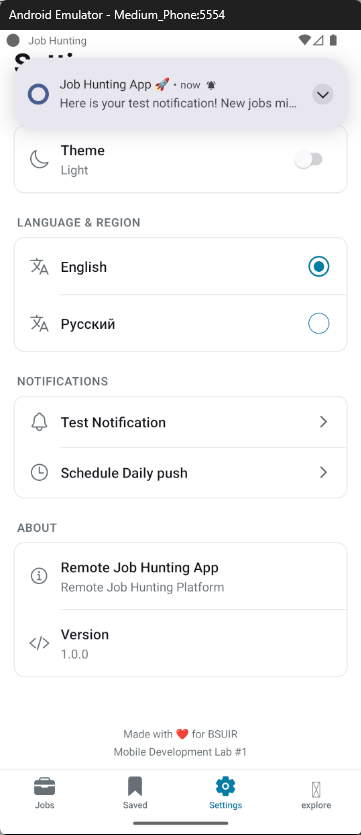 Android Emulator - Medium_Phone:5554
Job Hunting
Job Hunting App 🚀 • now
Here is your test notification! New jobs mi...
Theme
Light
LANGUAGE & REGION
English
Русский
NOTIFICATIONS
Test Notification
Schedule Daily push
ABOUT
Remote Job Hunting App
Remote Job Hunting Platform
Version
1.0.0
Made with ❤️ for BSUIR
Mobile Development Lab #1
Jobs
Saved
Settings
explore